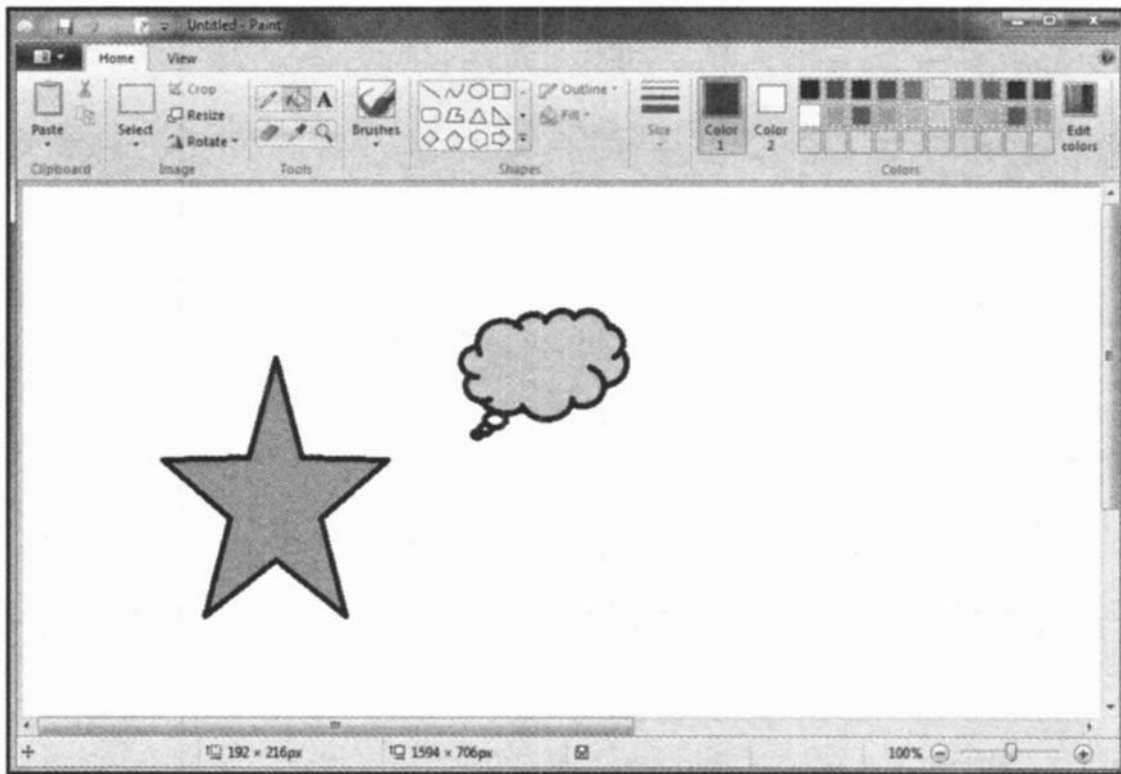 Untitled - Paint
Home View
Paste
Clipboard
Select
Crop
Resize
Rotate
Image
A
Tools
Brushes
Shapes
Outline
Fill
Size
Color 1
Color 2
Edit colors
Colors
192 × 216px
1594 × 706px
100%